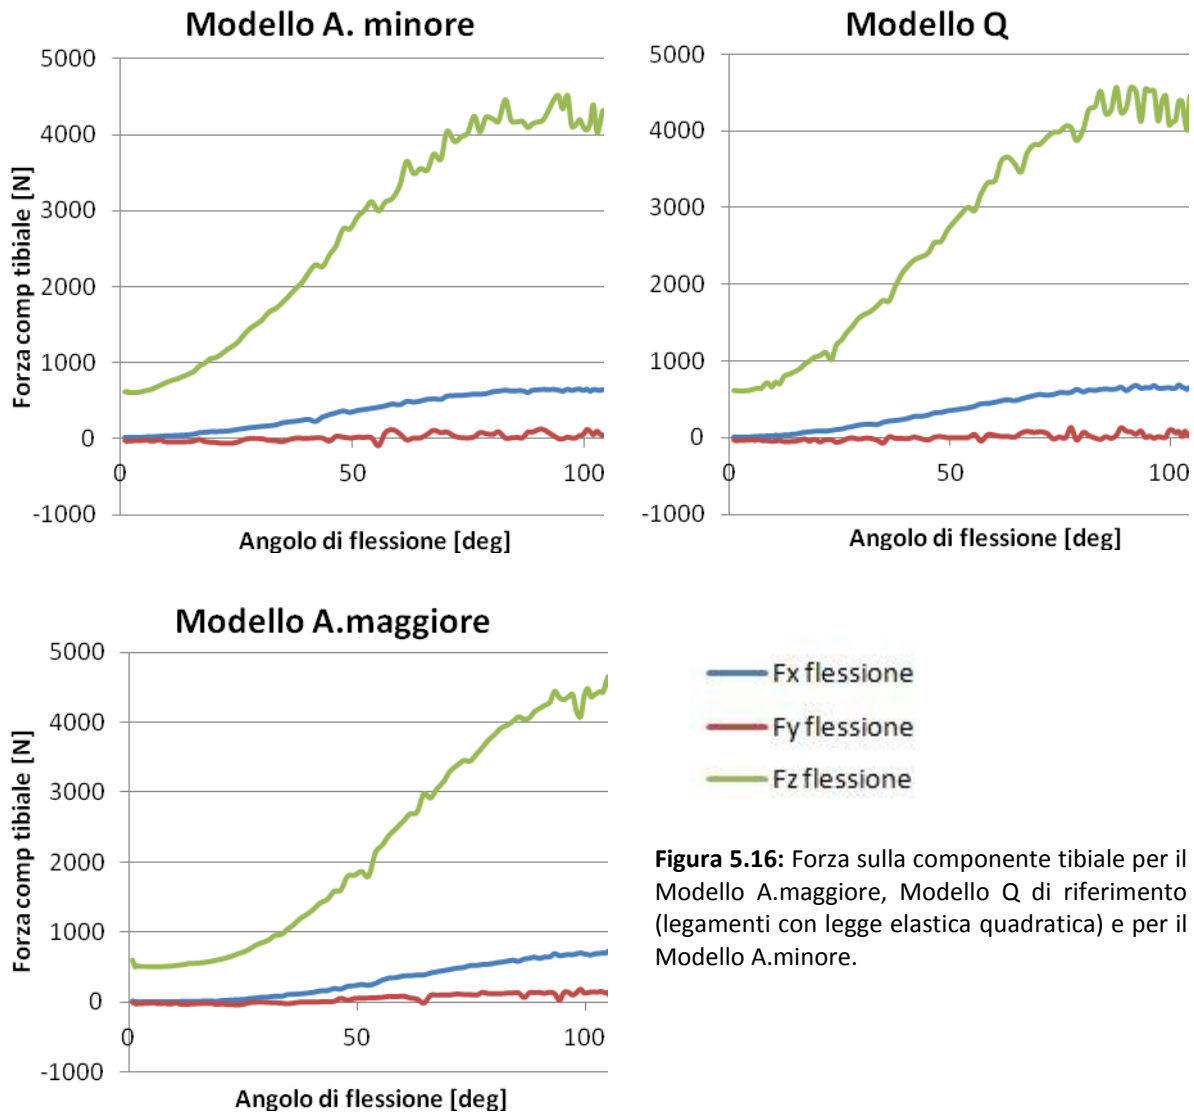 Modello A. minore
5000
4000
3000
2000
1000
0
-1000
0
50
100
Forza comp tibiale [N]
Angolo di flessione [deg]
Modello Q
5000
4000
3000
2000
1000
0
-1000
0
50
100
Angolo di flessione [deg]
Modello A.maggiore
5000
4000
3000
2000
1000
0
-1000
0
50
100
Forza comp tibiale [N]
Angolo di flessione [deg]
Fx flessione
Fy flessione
Fz flessione
Figura 5.16: Forza sulla componente tibiale per il
Modello A.maggiore, Modello Q di riferimento
(legamenti con legge elastica quadratica) e per il
Modello A.minore.